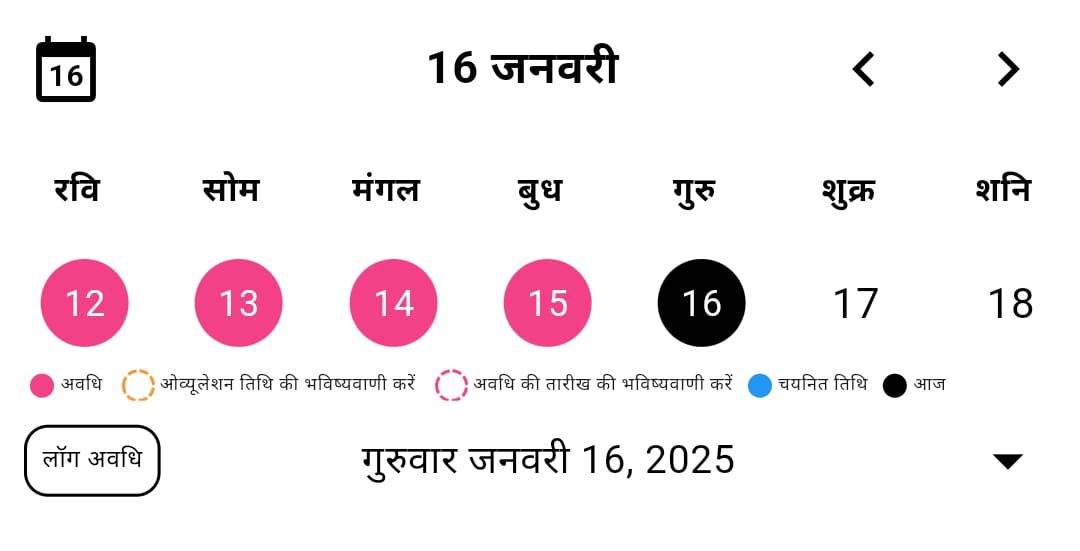 16 16 जनवरी
रवि सोम मंगल बुध गुरु शुक्र शनि
12 13 14 15 16 17 18
अवधि ओव्यूलेशन तिथि की भविष्यवाणी करें अवधि की तारीख की भविष्यवाणी करें चयनित तिथि आज
लॉग अवधि गुरुवार जनवरी 16, 2025